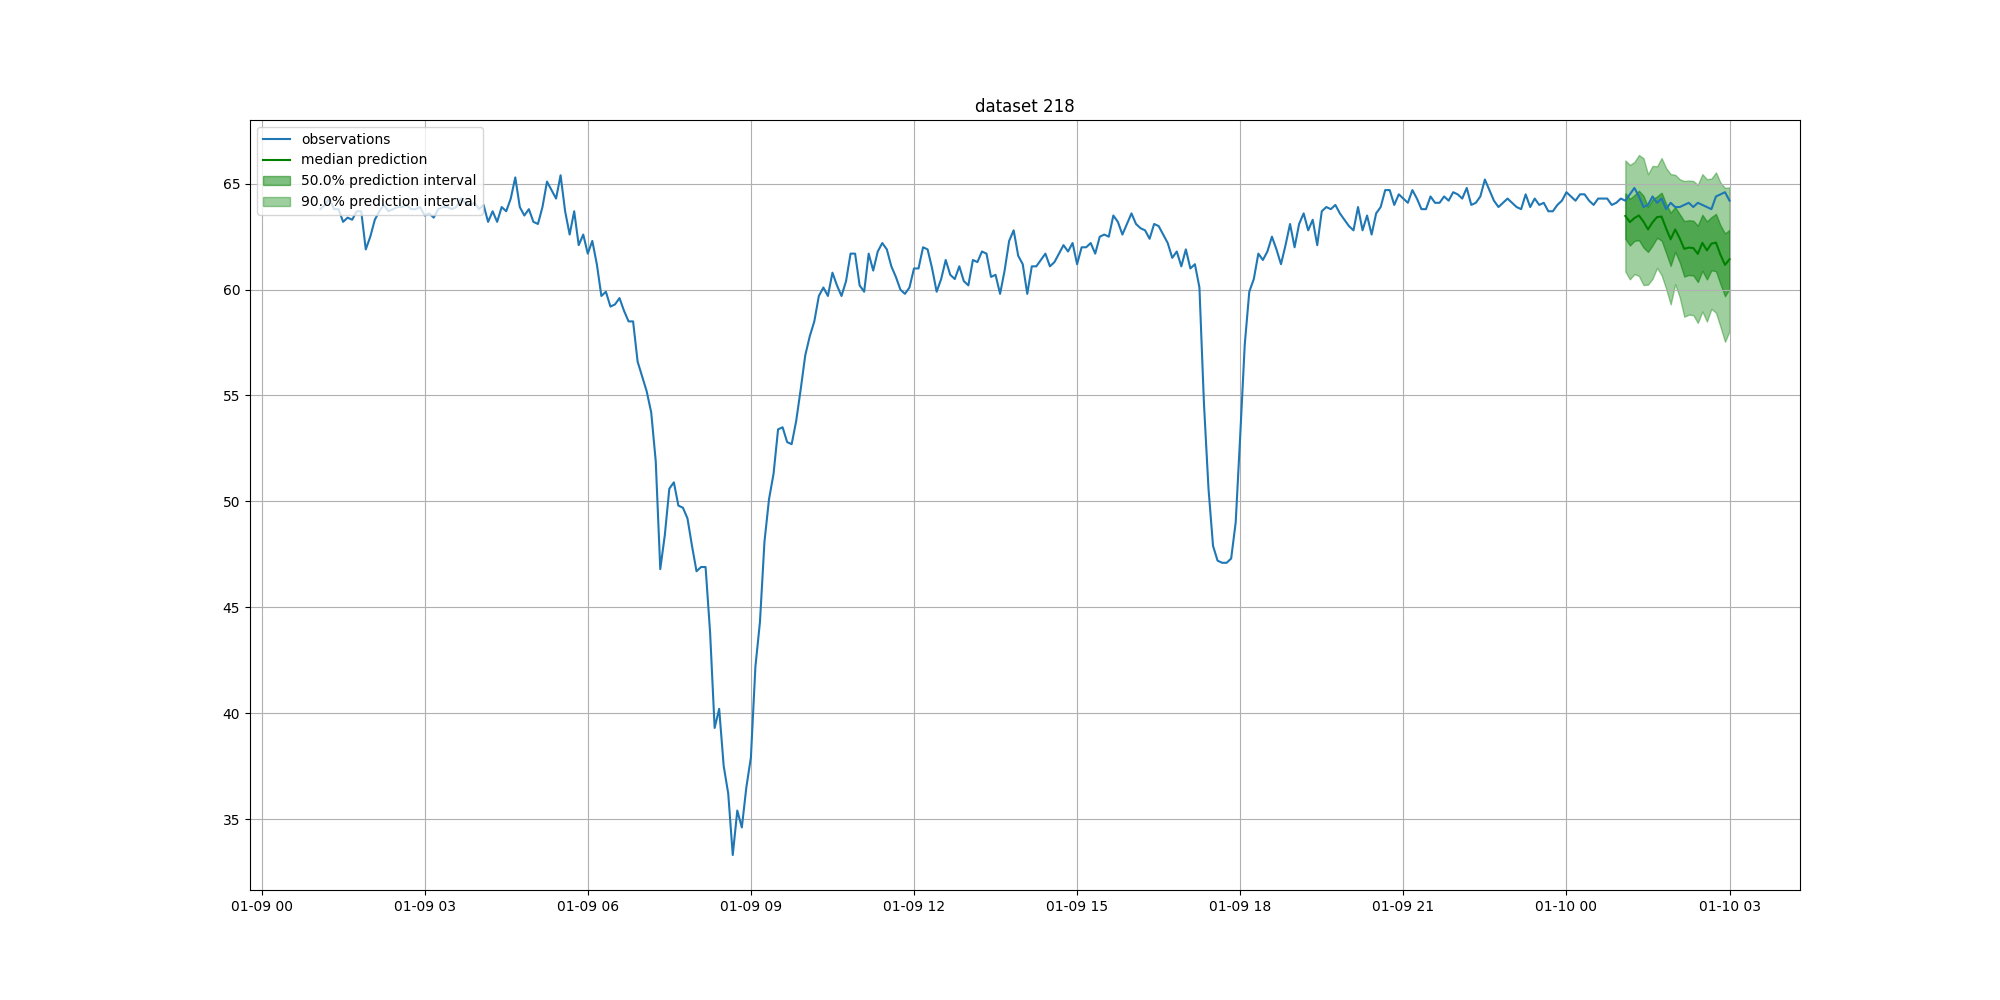 dataset 218
observations
median prediction
50.0% prediction interval
90.0% prediction interval
65
60
55
50
45
40
35
01-09 00 01-09 03 01-09 06 01-09 09 01-09 12 01-09 15 01-09 18 01-09 21 01-10 00 01-10 03